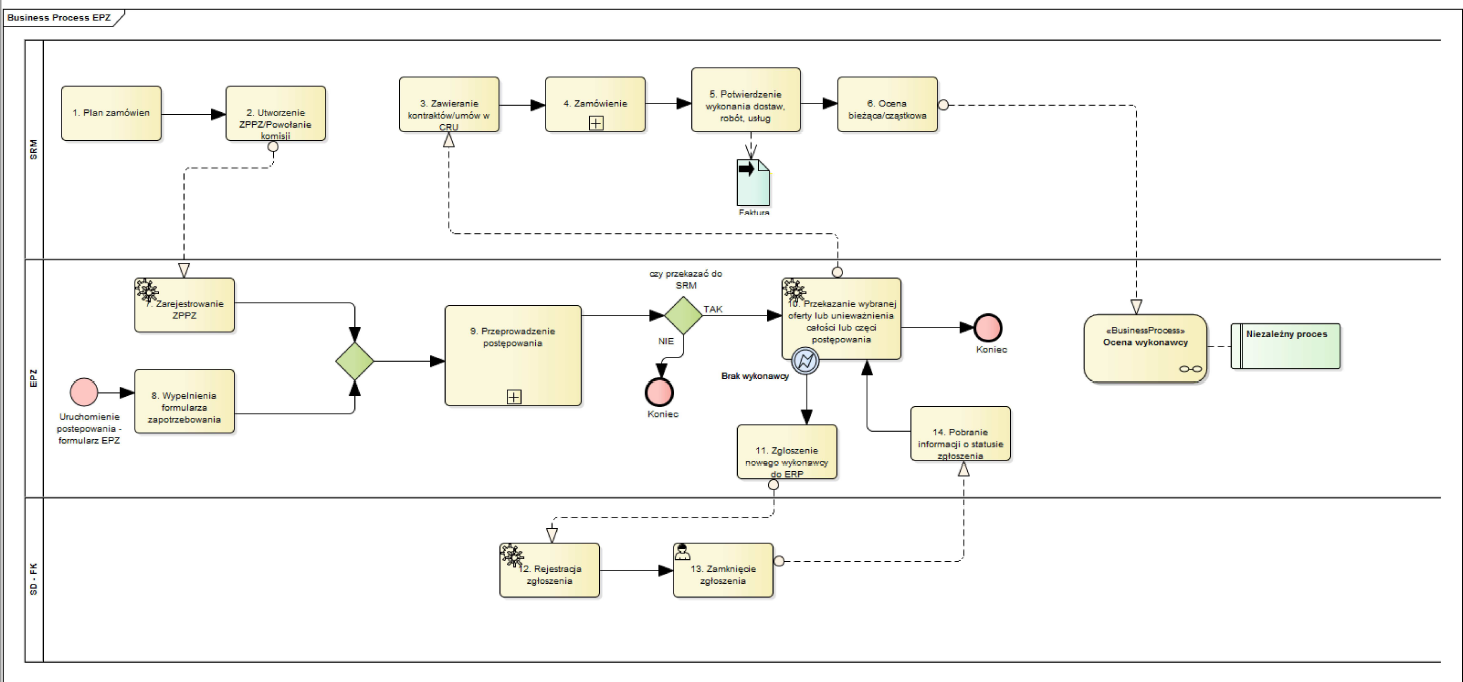 Business Process EPZ
SRM
1. Plan zamówien
2. Utworzenie
ZPPZ/Powołanie
komisji
3. Zawieranie
kontraktów/umów w
CRU
4. Zamówienie
5. Potwierdzenie
wykonania dostaw,
robót, usług
6. Ocena
bieżąca/cząstkowa
Faktura
EPZ
7. Zarejestrowanie
ZPPZ
8. Wypelnienia
formularza
zapotrzebowania
Uruchomienie
postepowania -
formularz EPZ
9. Przeprowadzenie
postępowania
czy przekazać do
SRM
TAK
NIE
Koniec
10. Przekazanie wybranej
oferty lub unieważnienia
całości lub częci
postępowania
Brak wykonawcy
Koniec
11. Zgloszenie
nowego wykonawcy
do ERP
14. Pobranie
informacji o statusie
zgłoszenia
«BusinessProcess»
Ocena wykonawcy
Niezależny proces
SD - FK
12. Rejestracja
zgłoszenia
13. Zamknięcie
zgłoszenia